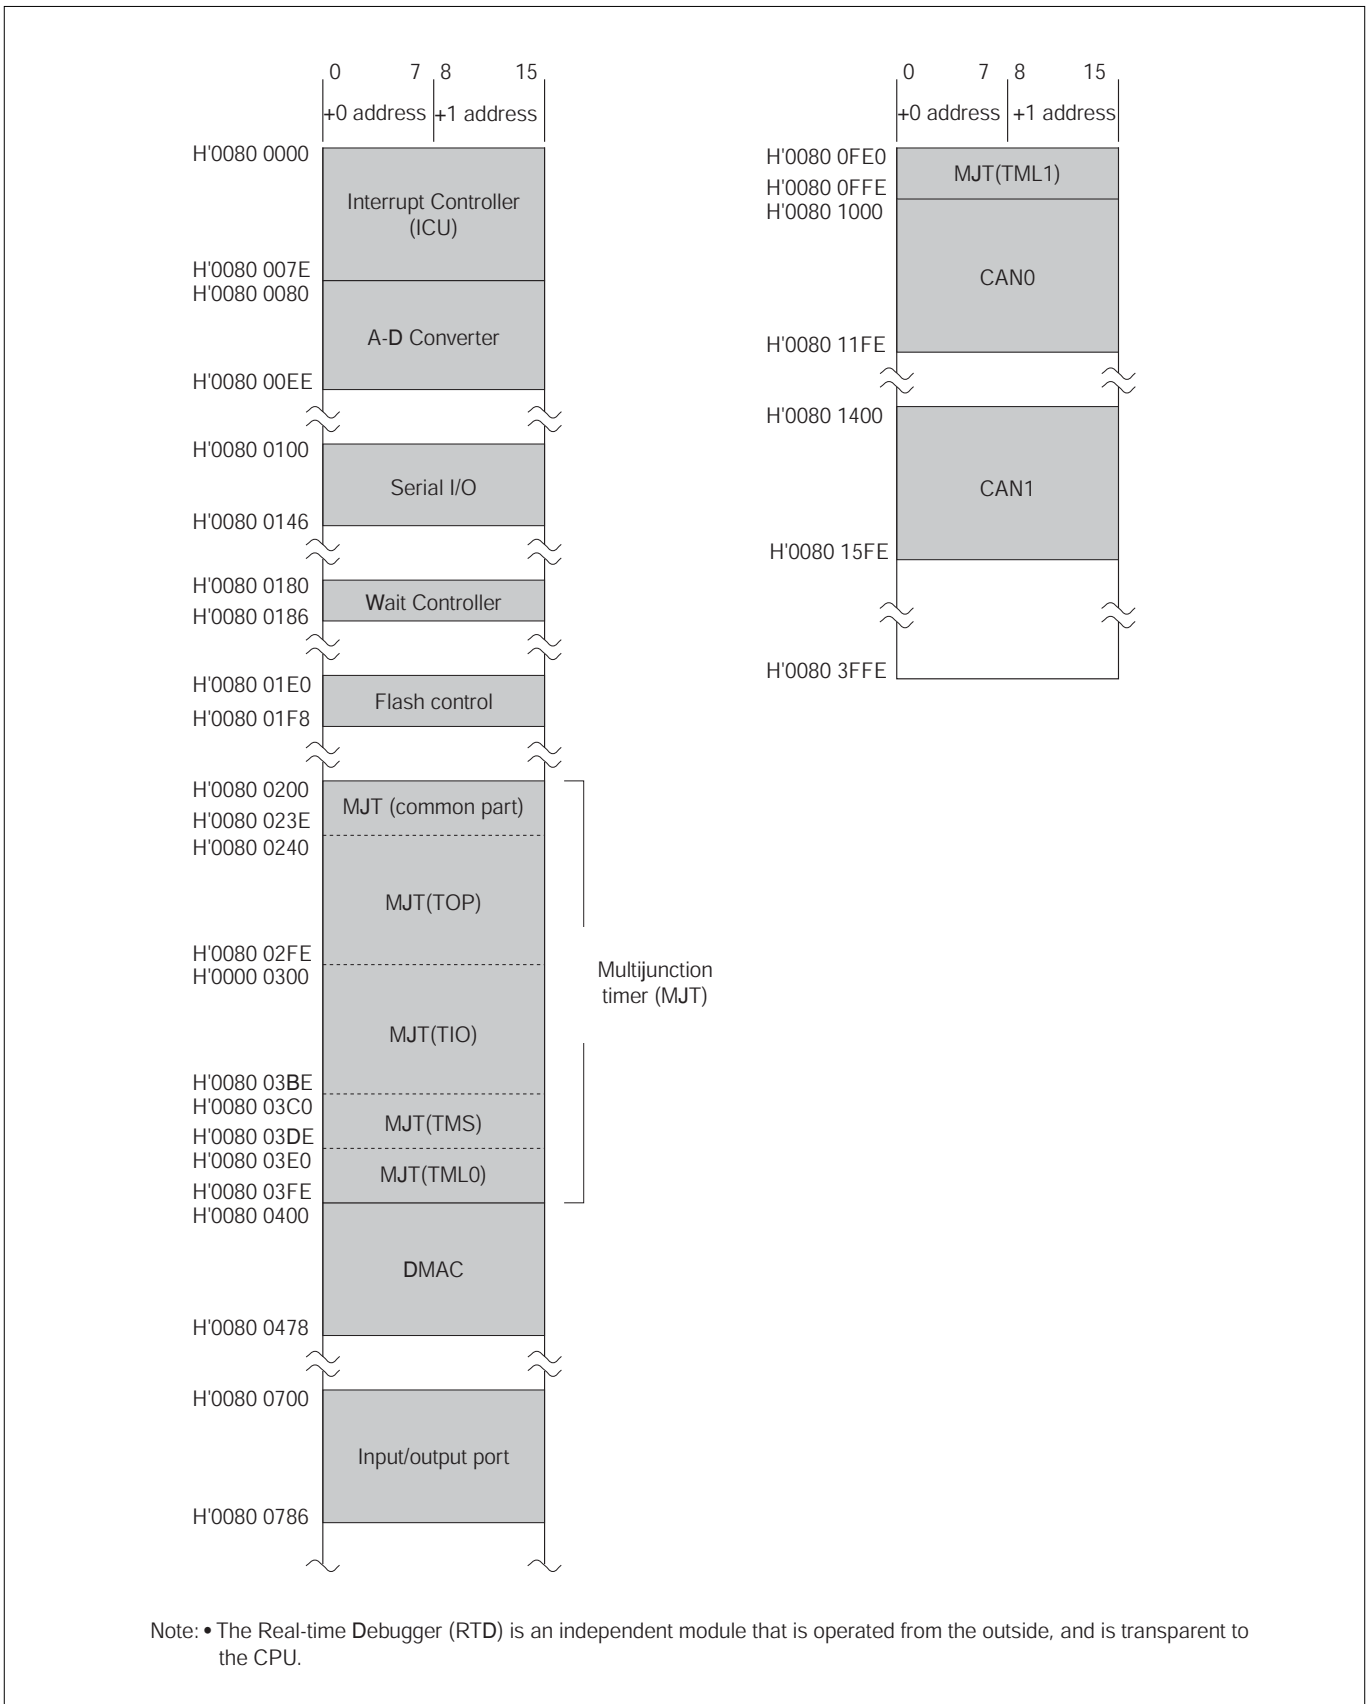 0 7 8 15
+0 address +1 address
H'0080 0000
Interrupt Controller
(ICU)
H'0080 007E
H'0080 0080
A-D Converter
H'0080 00EE
H'0080 0100
Serial I/O
H'0080 0146
H'0080 0180
Wait Controller
H'0080 0186
H'0080 01E0
Flash control
H'0080 01F8
H'0080 0200
MJT (common part)
H'0080 023E
H'0080 0240
MJT(TOP)
H'0080 02FE
H'0000 0300
MJT(TIO)
H'0080 03BE
H'0080 03C0
MJT(TMS)
H'0080 03DE
H'0080 03E0
MJT(TML0)
H'0080 03FE
H'0080 0400
DMAC
H'0080 0478
H'0080 0700
Input/output port
H'0080 0786
Multijunction
timer (MJT)
0 7 8 15
+0 address +1 address
H'0080 0FE0
MJT(TML1)
H'0080 0FFE
H'0080 1000
CAN0
H'0080 11FE
H'0080 1400
CAN1
H'0080 15FE
H'0080 3FFE
Note: • The Real-time Debugger (RTD) is an independent module that is operated from the outside, and is transparent to
the CPU.